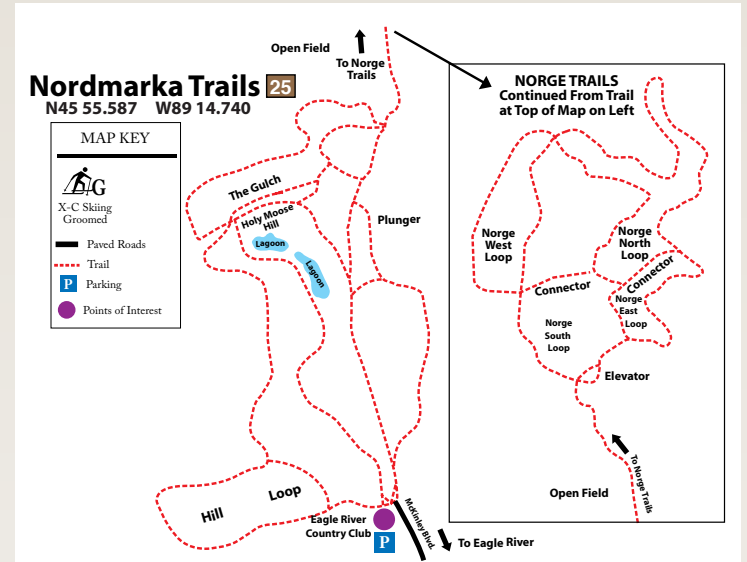 Nordmarka Trails 25
N45 55.587 W89 14.740
MAP KEY
G
X-C Skiing
Groomed
Paved Roads
Trail
P
Parking
Points of Interest
Open Field
To Norge
Trails
The Gulch
Holy Moose
Hill
Lagoon
Lagoon
Plunger
Hill Loop
Eagle River
Country Club
P
McKinley Blvd.
To Eagle River
NORGE TRAILS
Continued From Trail
at Top of Map on Left
Norge
West
Loop
Norge
North
Loop
Connector
Connector
Norge
East
Loop
Norge
South
Loop
Elevator
To Norge Trails
Open Field